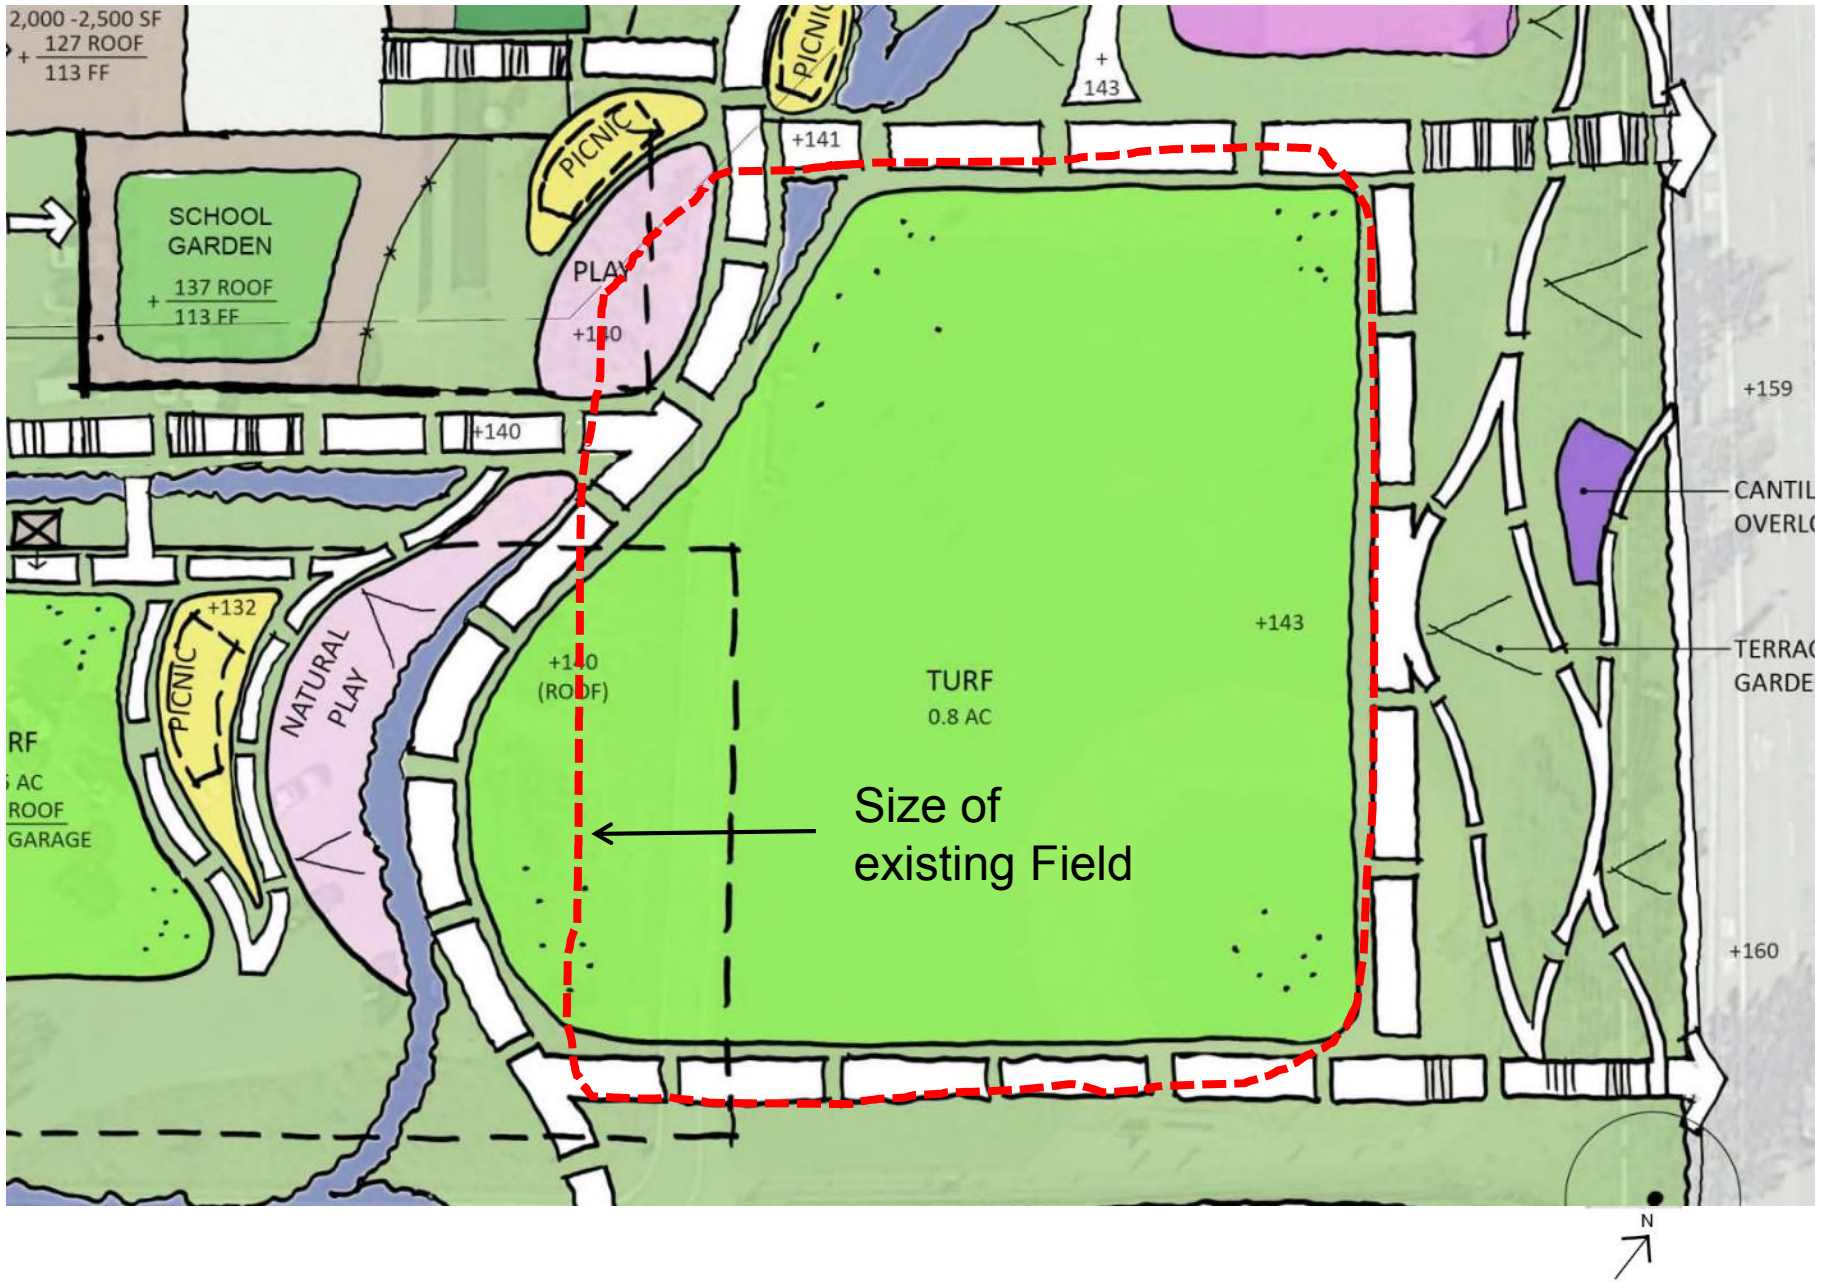 2,000 -2,500 SF
+ 127 ROOF
113 FF
PICNIC
+
143
+141
PICNIC
SCHOOL
GARDEN
+ 137 ROOF
113 FF
PLAY
+140
+159
+140
CANTIL
OVERLO
+132
+143
TERRAC
GARDE
NATURAL
PLAY
PICNIC
+140
(ROOF)
TURF
0.8 AC
RF
AC
ROOF
GARAGE
Size of
existing Field
+160
N